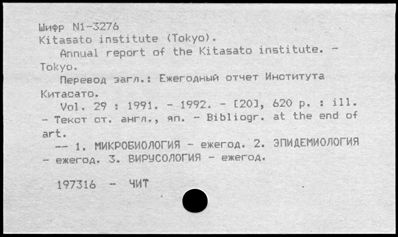 Шифр N1-3276
Kitasato institute (Tokyo).
Annual report of the Kitasato institute. -
Tokyo.
Перевод загл.: Ежегодный отчет Института
Китасато.
Vol. 29 : 1991. - 1992. - [20], 620 p. : ill.
- Текст от. англ., яп. - Bibliogr. at the end of
art.
-- 1. МИКРОБИОЛОГИЯ - ежегод. 2. ЭПИДЕМИОЛОГИЯ
- ежегод. 3. ВИРУСОЛОГИЯ - ежегод.
197316 - ЧИТ